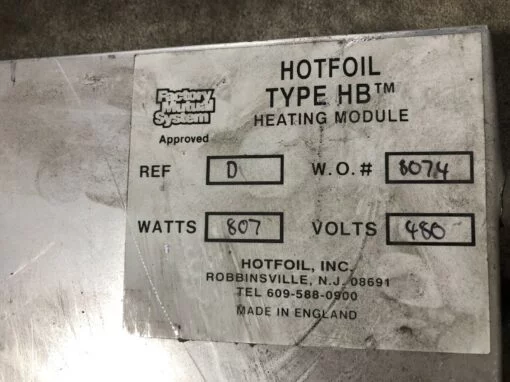 HOTFOIL
TYPE HB™
HEATING MODULE
Factory
Mutual
System
Approved
REF D W.O.# 8074
WATTS 807 VOLTS 480
HOTFOIL, INC.
ROBBINSVILLE, N.J. 08691
TEL 609-588-0900
MADE IN ENGLAND